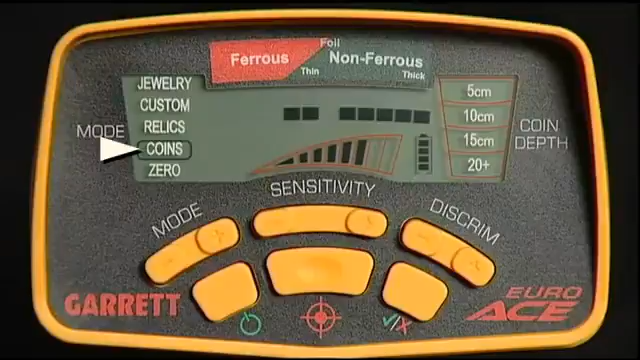 Ferrous
Foil
Non-Ferrous
Thin
Thick
MODE
JEWELRY
CUSTOM
RELICS
COINS
ZERO
5cm
10cm
15cm
20+
COIN
DEPTH
SENSITIVITY
MODE
- +
- +
DISCRIM
- +
GARRETT
✓/X
EURO
ACE